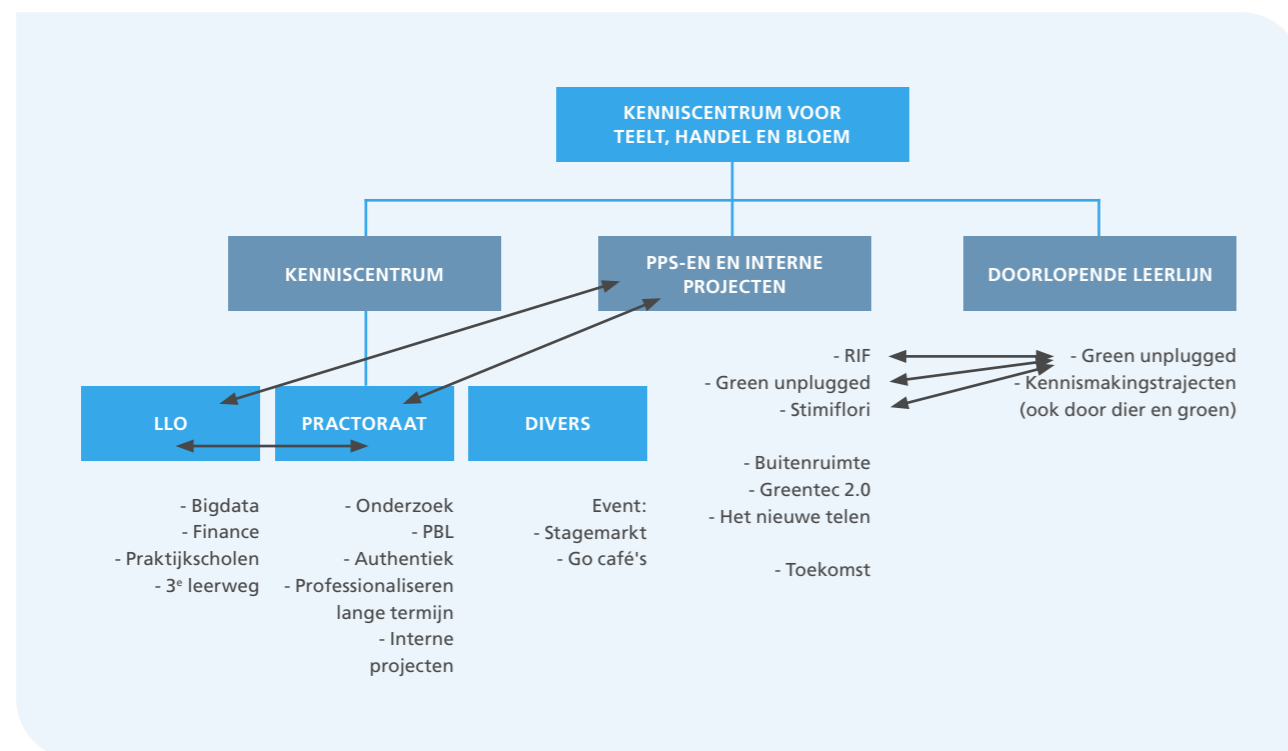 KENNISCENTRUM VOOR
TEELT, HANDEL EN BLOEM
KENNISCENTRUM
PPS-EN EN INTERNE
PROJECTEN
DOORLOPENDE LEERLIJN
- RIF
- Green unplugged
- Stimiflori
- Buitenruimte
- Greentec 2.0
- Het nieuwe telen
- Toekomst
- Green unplugged
- Kennismakingstrajecten
(ook door dier en groen)
LLO
PRACTORAAT
DIVERS
- Bigdata
- Finance
- Praktijkscholen
- 3e leerweg
- Onderzoek
- PBL
- Authentiek
- Professionaliseren
lange termijn
- Interne
projecten
Event:
- Stagemarkt
- Go café's